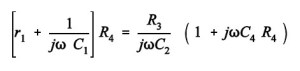 [r₁ + 1/(jω C₁)] R₄ = R₃/(jωC₂) ( 1 + jωC₄ R₄ )